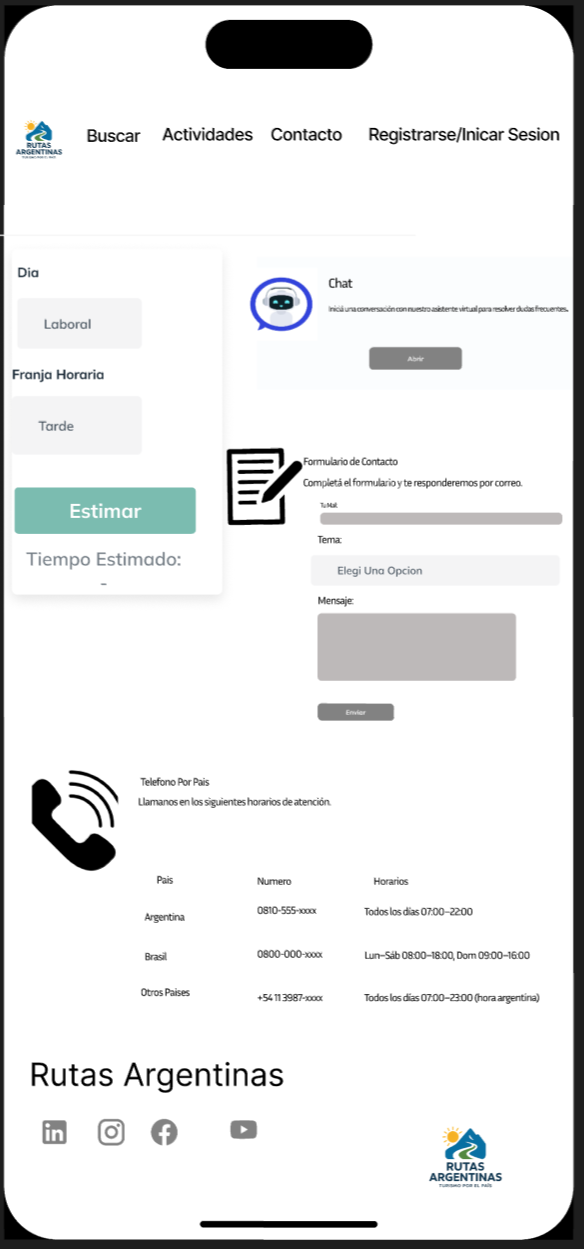 RUTAS
ARGENTINAS
TURISMO POR EL PAÍS
Buscar
Actividades
Contacto
Registrarse/Inicar Sesion
Dia
Laboral
Franja Horaria
Tarde
Estimar
Tiempo Estimado:
-
Chat
Iniciá una conversación con nuestro asistente virtual para resolver dudas frecuentes.
Abrir
Formulario de Contacto
Completá el formulario y te responderemos por correo.
Tu Mail:
Tema:
Elegi Una Opcion
Mensaje:
Enviar
Telefono Por Pais
Llamanos en los siguientes horarios de atención.
Pais Numero Horarios
Argentina 0810-555-xxxx Todos los días 07:00–22:00
Brasil 0800-000-xxxx Lun–Sáb 08:00–18:00, Dom 09:00–16:00
Otros Paises +54 11 3987-xxxx Todos los días 07:00–23:00 (hora argentina)
Rutas Argentinas
RUTAS
ARGENTINAS
TURISMO POR EL PAÍS